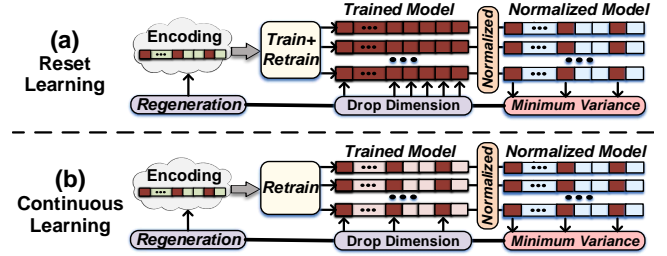 (a)
Reset
Learning
Encoding
Regeneration
Train+
Retrain
Trained Model
Drop Dimension
Normalized
Normalized Model
Minimum Variance
(b)
Continuous
Learning
Encoding
Regeneration
Retrain
Trained Model
Drop Dimension
Normalized
Normalized Model
Minimum Variance